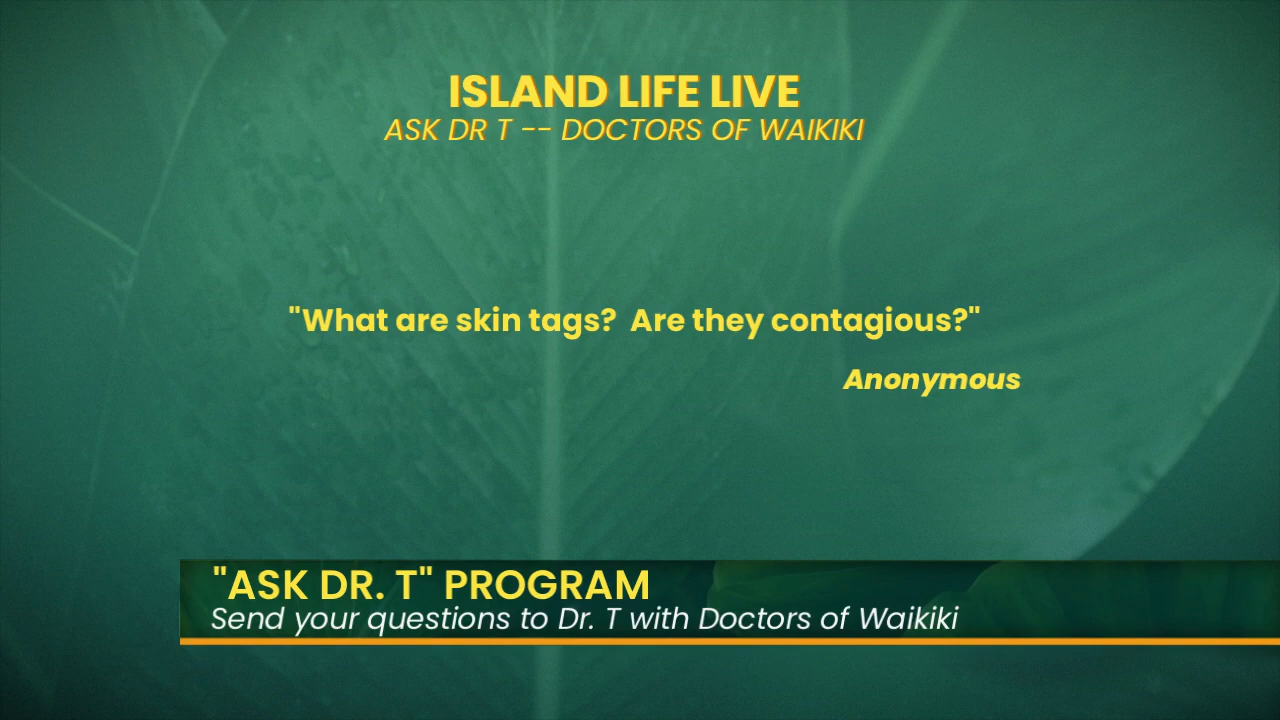 ISLAND LIFE LIVE
ASK DR T -- DOCTORS OF WAIKIKI
"What are skin tags?  Are they contagious?"
Anonymous
"ASK DR. T" PROGRAM
Send your questions to Dr. T with Doctors of Waikiki